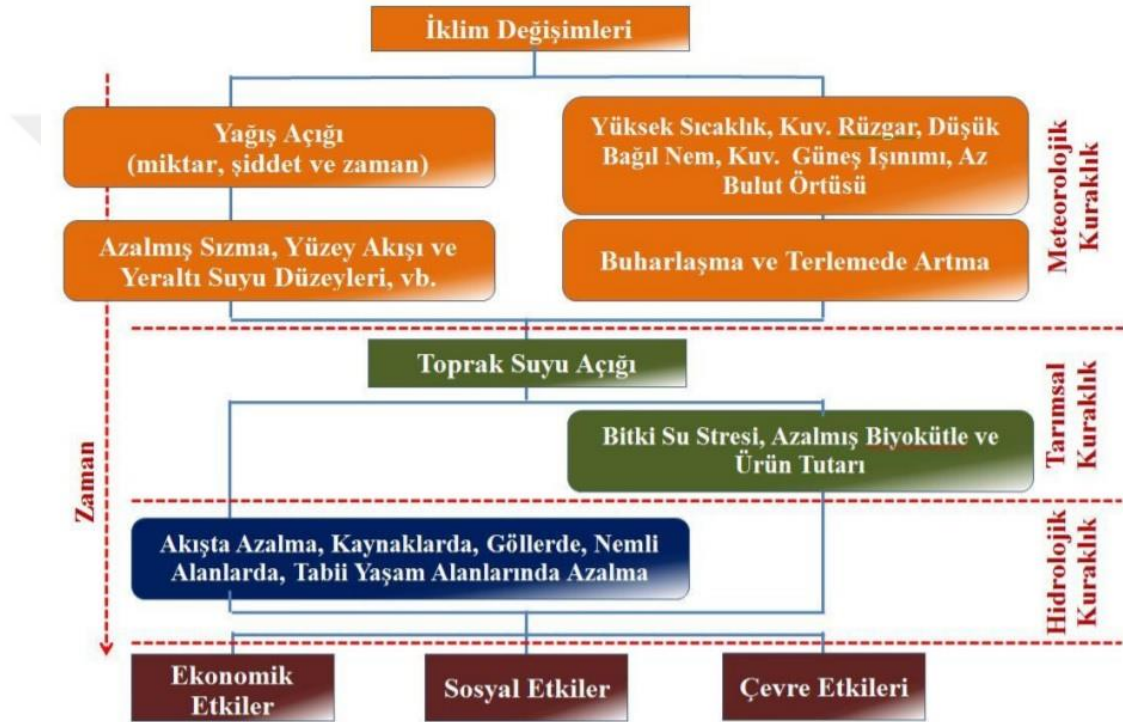 İklim Değişimleri
Yağış Açığı
(miktar, şiddet ve zaman)
Yüksek Sıcaklık, Kuv. Rüzgar, Düşük
Bağıl Nem, Kuv. Güneş Işınımı, Az
Bulut Örtüsü
Azalmış Sızma, Yüzey Akışı ve
Yeraltı Suyu Düzeyleri, vb.
Buharlaşma ve Terlemede Artma
Meteorolojik
Kuraklık
Toprak Suyu Açığı
Bitki Su Stresi, Azalmış Biyokütle ve
Ürün Tutarı
Tarımsal
Kuraklık
Zaman
Akışta Azalma, Kaynaklarda, Göllerde, Nemli
Alanlarda, Tabii Yaşam Alanlarında Azalma
Hidrolojik
Kuraklık
Ekonomik
Etkiler
Sosyal Etkiler
Çevre Etkileri